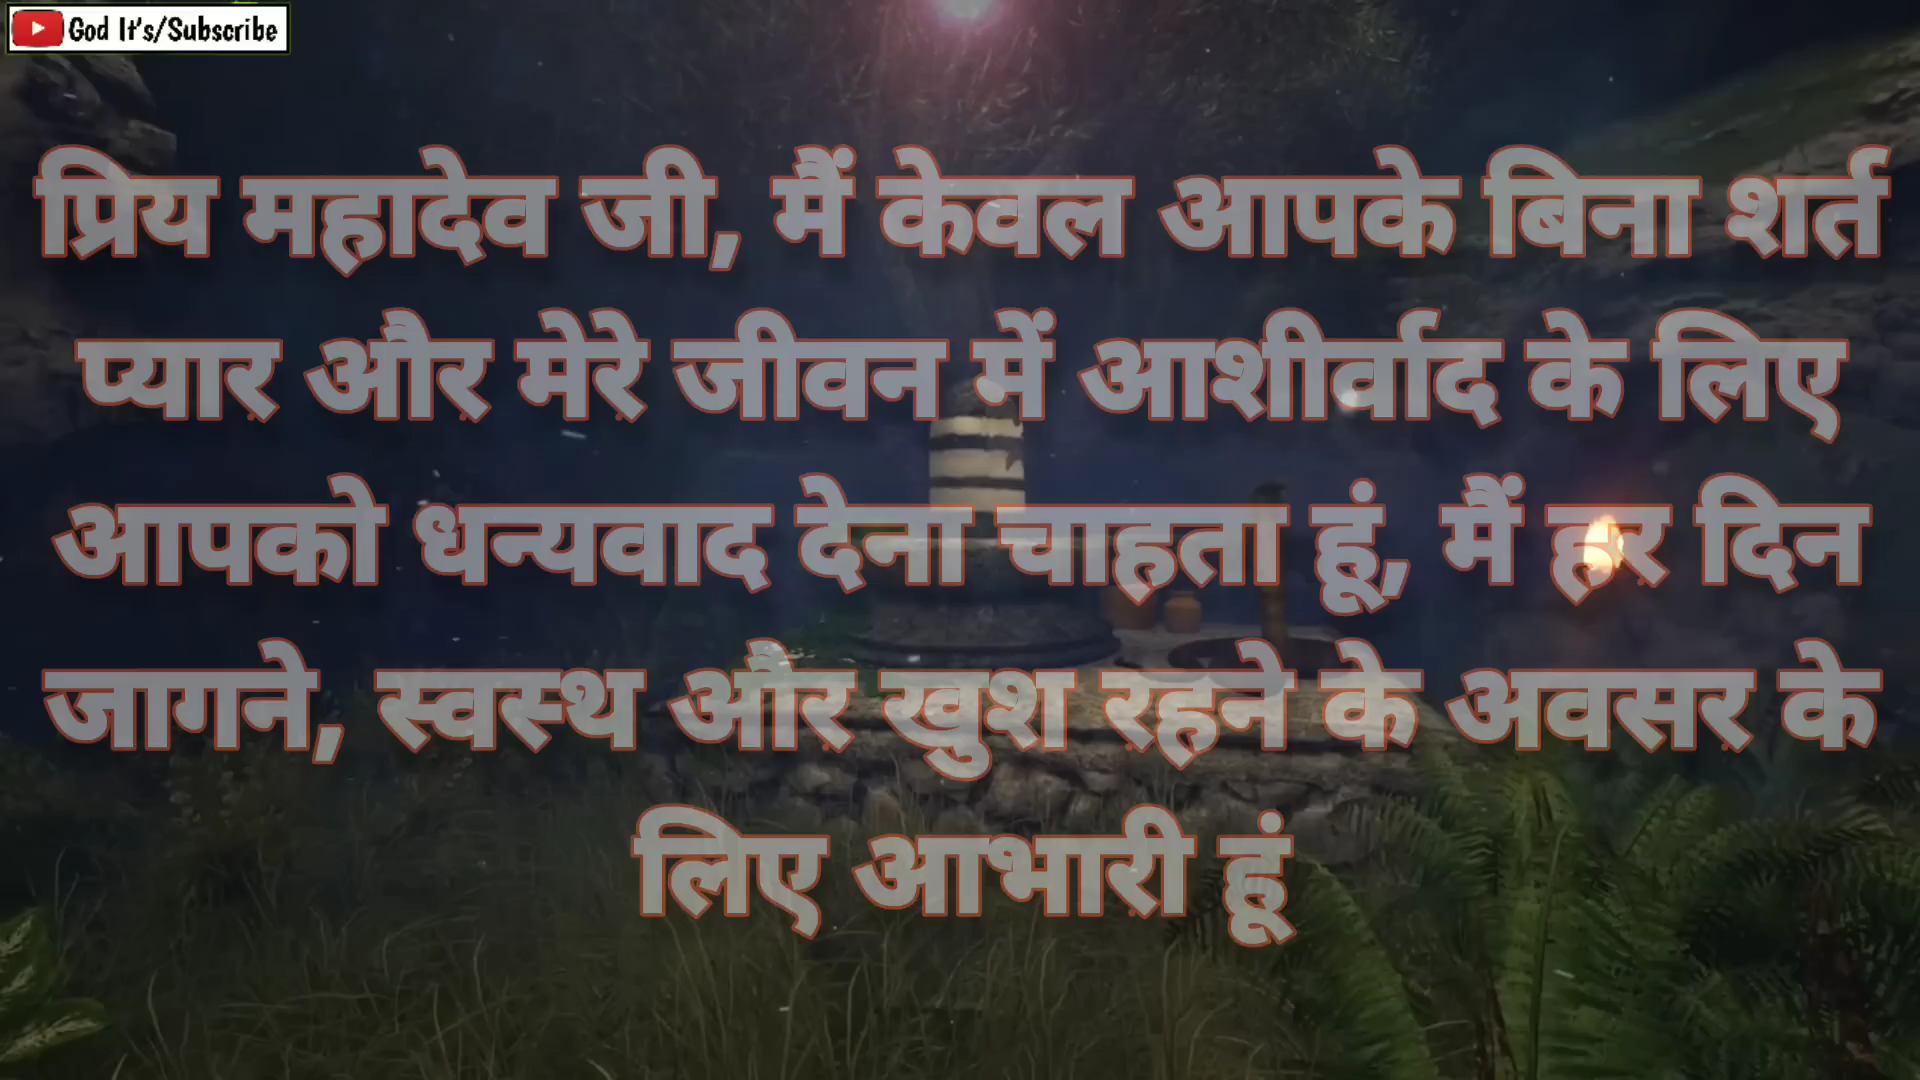 God It's/Subscribe
प्रिय महादेव जी, मैं केवल आपके बिना शर्त
प्यार और मेरे जीवन में आशीर्वाद के लिए
आपको धन्यवाद देना चाहता हूं, मैं हर दिन
जागने, स्वस्थ और खुश रहने के अवसर के
लिए आभारी हूं